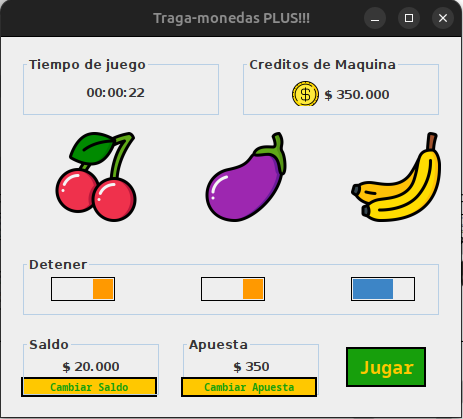 Traga-monedas PLUS!!!
Tiempo de juego
00:00:22
Creditos de Maquina
$ $ 350.000
Detener
Saldo
$ 20.000
Cambiar Saldo
Apuesta
$ 350
Cambiar Apuesta
Jugar